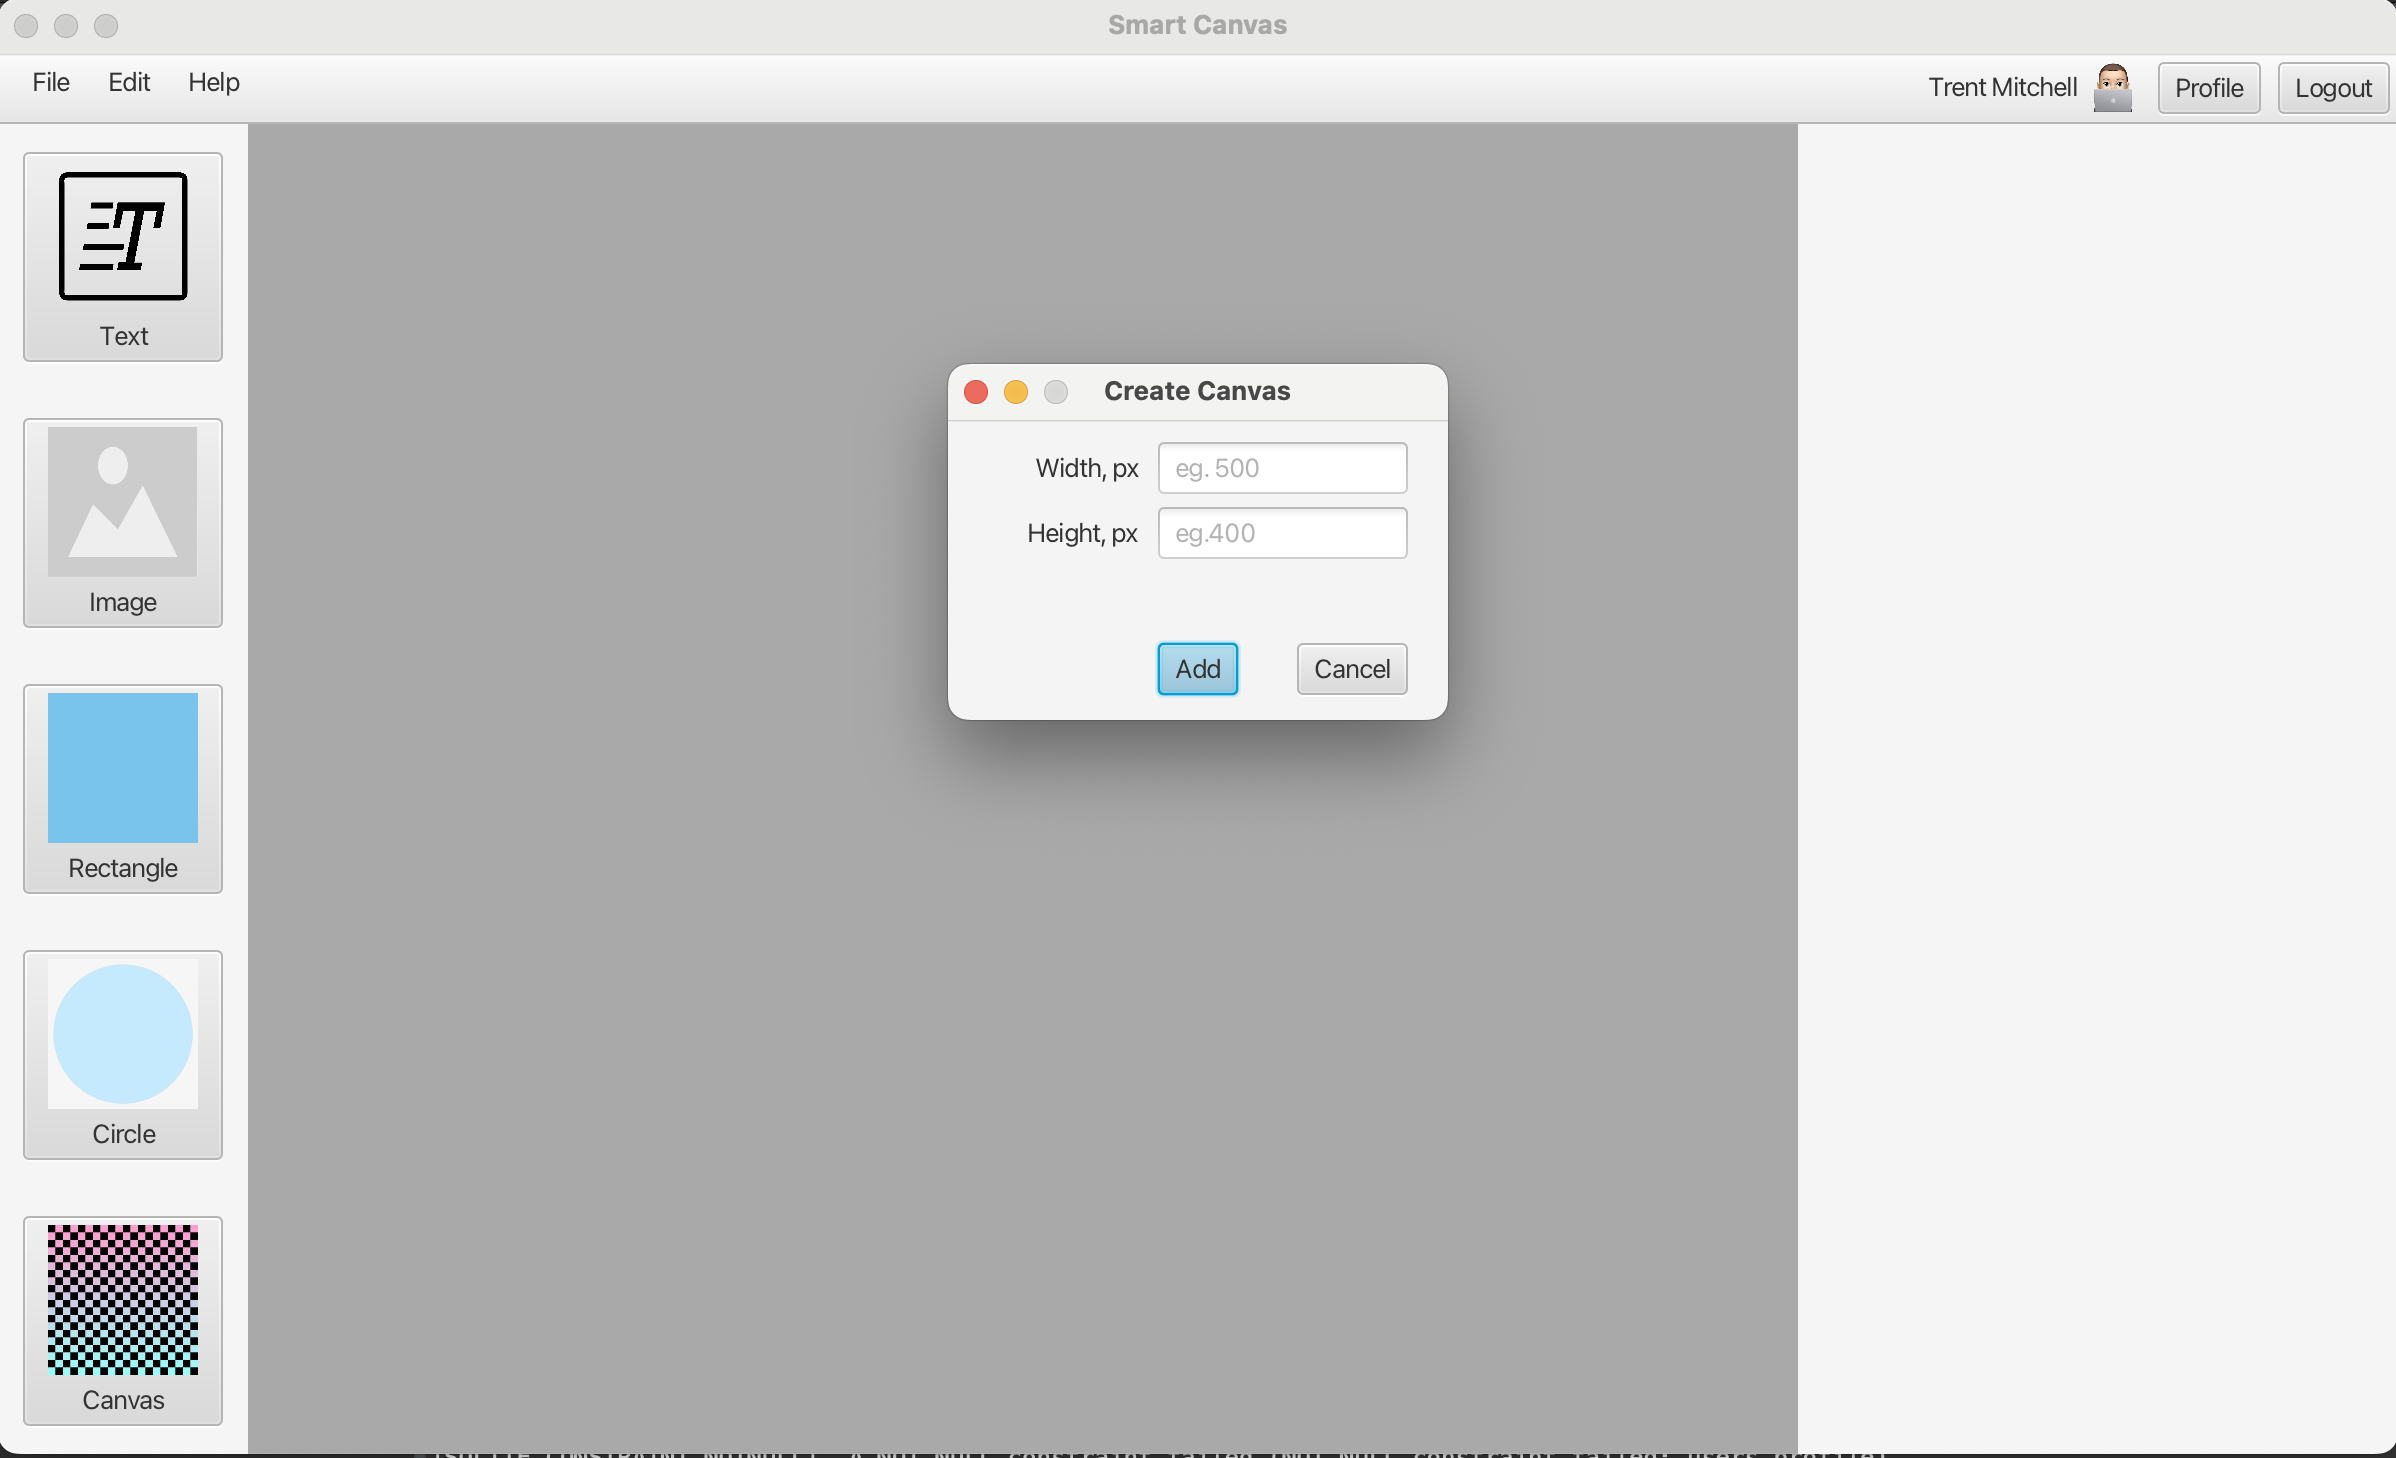 Smart Canvas
File Edit Help Trent Mitchell Profile Logout
Text
Image
Rectangle
Circle
Canvas
Create Canvas
Width, px eg. 500
Height, px eg.400
Add Cancel